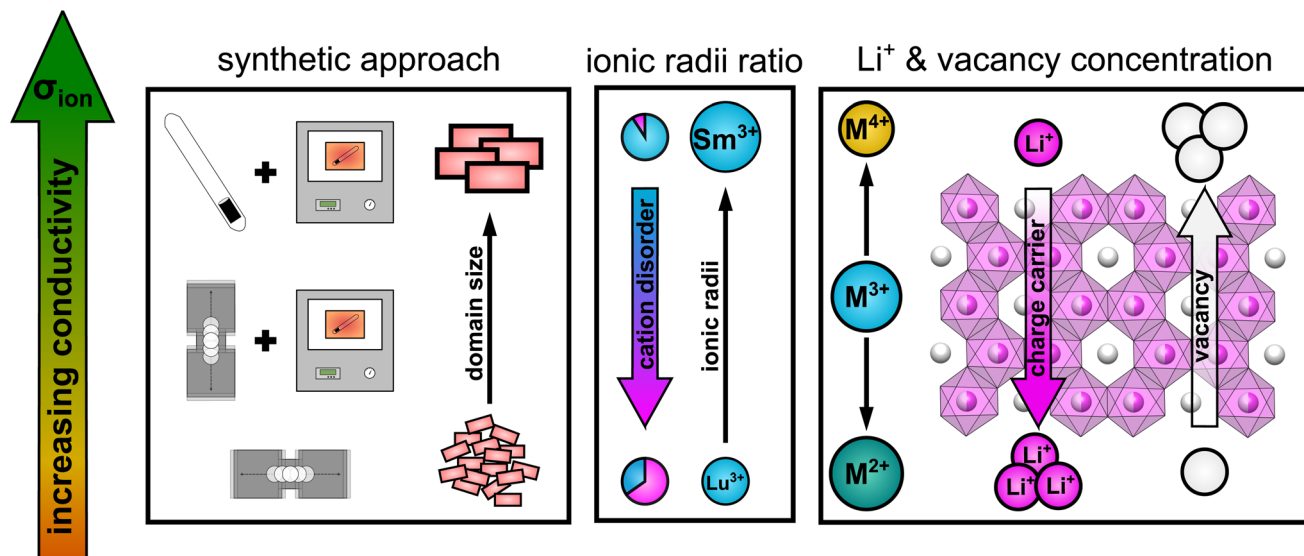 σion
increasing conductivity
synthetic approach
domain size
ionic radii ratio
Sm³⁺
cation disorder
ionic radii
Lu³⁺
Li⁺ & vacancy concentration
M⁴⁺
Li⁺
M³⁺
charge carrier
vacancy
M²⁺
Li⁺
Li⁺ Li⁺